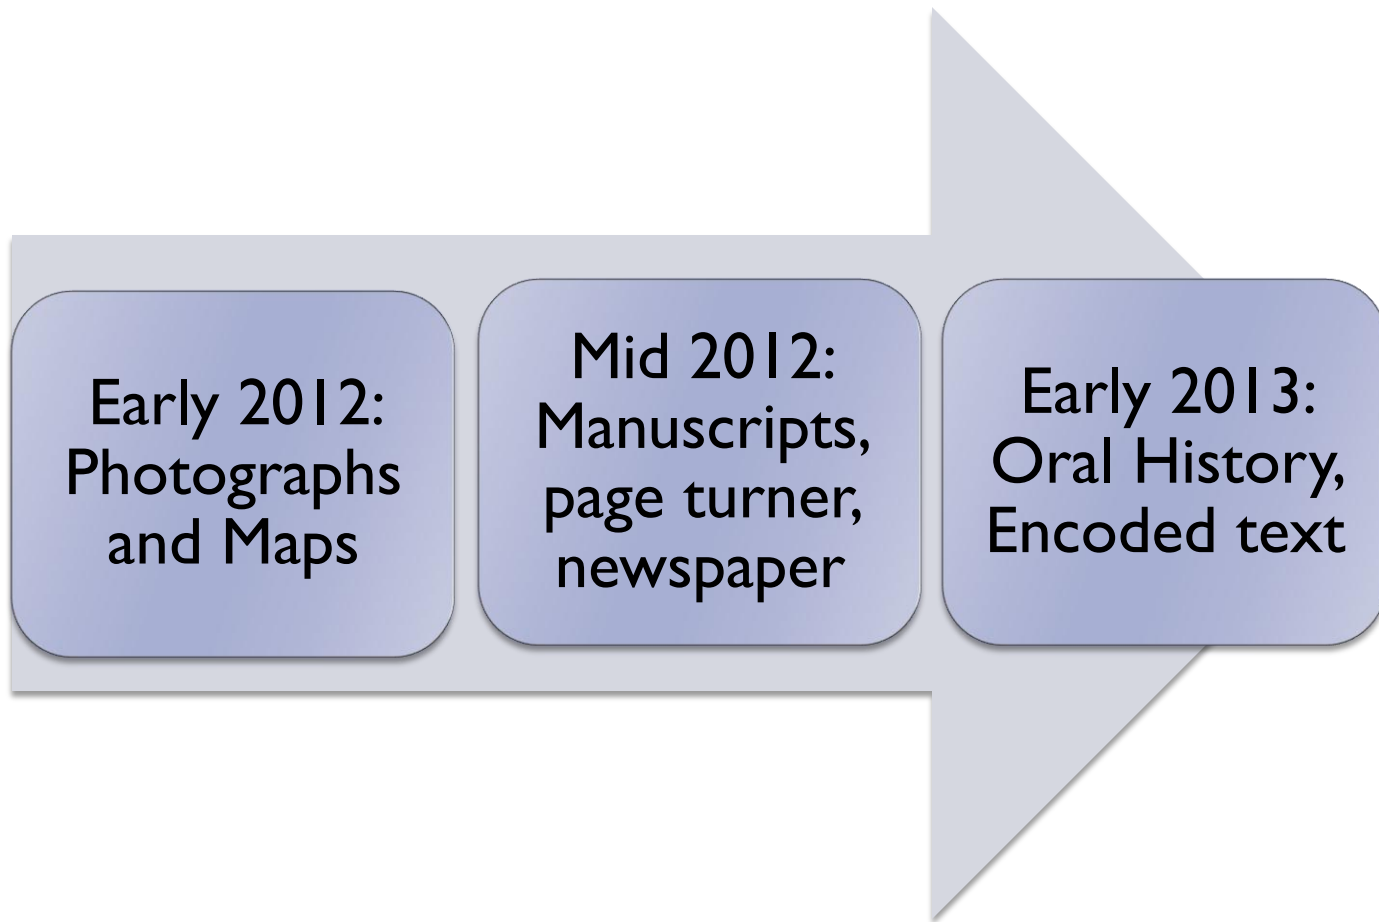 Early 2012:
Photographs
and Maps
Mid 2012:
Manuscripts,
page turner,
newspaper
Early 2013:
Oral History,
Encoded text